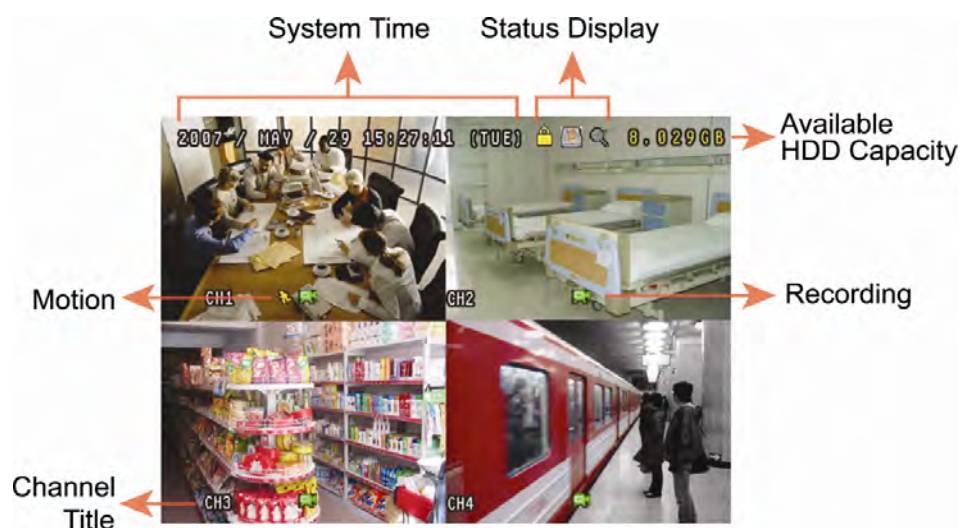 System Time
Status Display
2007 / MAY / 29 15:27:11 (TUE)
8.029GB
Available
HDD Capacity
Motion
CH1
CH2
Recording
Channel
Title
CH3
CH4